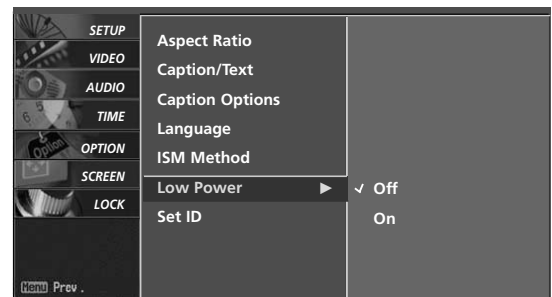 SETUP
VIDEO
AUDIO
TIME
OPTION
SCREEN
LOCK
Menu Prev.
Aspect Ratio
Caption/Text
Caption Options
Language
ISM Method
Low Power ▶
Set ID
✓ Off
On